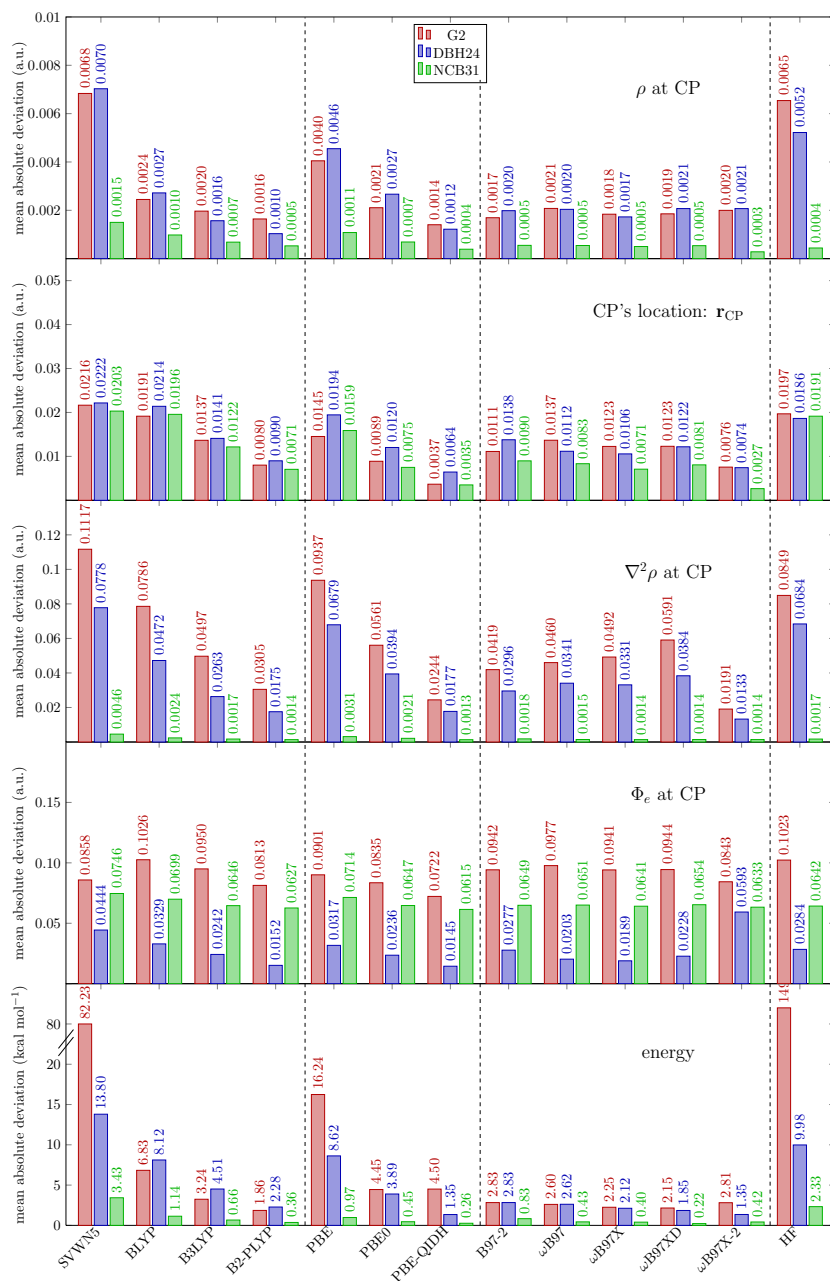 G2
DBH24
NCB31
mean absolute deviation (a.u.)
0.01
0.008
0.006
0.004
0.002
ρ at CP
0.0068 0.0070 0.0015 0.0024 0.0027 0.0010 0.0020 0.0016 0.0007 0.0016 0.0010 0.0005 0.0040 0.0046 0.0011 0.0021 0.0027 0.0007 0.0014 0.0012 0.0004 0.0017 0.0020 0.0005 0.0021 0.0020 0.0005 0.0018 0.0017 0.0005 0.0019 0.0021 0.0005 0.0020 0.0021 0.0003 0.0065 0.0052 0.0004
mean absolute deviation (a.u.)
0.05
0.04
0.03
0.02
0.01
CP's location: r_CP
0.0216 0.0222 0.0203 0.0191 0.0214 0.0196 0.0137 0.0141 0.0122 0.0080 0.0090 0.0071 0.0145 0.0194 0.0159 0.0089 0.0120 0.0075 0.0037 0.0064 0.0035 0.0111 0.0138 0.0090 0.0137 0.0112 0.0083 0.0123 0.0106 0.0071 0.0123 0.0122 0.0081 0.0076 0.0074 0.0027 0.0197 0.0186 0.0191
mean absolute deviation (a.u.)
0.12
0.1
0.08
0.06
0.04
0.02
∇²ρ at CP
0.1117 0.0778 0.0046 0.0786 0.0472 0.0024 0.0497 0.0263 0.0017 0.0305 0.0175 0.0014 0.0937 0.0679 0.0031 0.0561 0.0394 0.0021 0.0244 0.0177 0.0013 0.0419 0.0296 0.0018 0.0460 0.0341 0.0015 0.0492 0.0331 0.0014 0.0591 0.0384 0.0014 0.0191 0.0133 0.0014 0.0849 0.0684 0.0017
mean absolute deviation (a.u.)
0.15
0.10
0.05
Φₑ at CP
0.0858 0.0444 0.0746 0.1026 0.0329 0.0699 0.0950 0.0242 0.0646 0.0813 0.0152 0.0627 0.0901 0.0317 0.0714 0.0835 0.0236 0.0647 0.0722 0.0145 0.0615 0.0942 0.0277 0.0649 0.0977 0.0203 0.0651 0.0941 0.0189 0.0641 0.0944 0.0228 0.0654 0.0843 0.0593 0.0633 0.1023 0.0284 0.0642
mean absolute deviation (kcal mol⁻¹)
80
20
15
10
5
0
energy
82.23 13.80 3.43 6.83 8.12 1.14 3.24 4.51 0.66 1.86 2.28 0.36 16.24 8.62 0.97 4.45 3.89 0.45 4.50 1.35 0.26 2.83 2.83 0.83 2.60 2.62 0.43 2.25 2.12 0.40 2.15 1.85 0.22 2.81 1.35 0.42 9.98 2.33
SVWN5 BLYP B3LYP B2-PLYP PBE PBE0 PBE-QIDH B97-2 ωB97 ωB97X ωB97XD ωB97X-2 HF